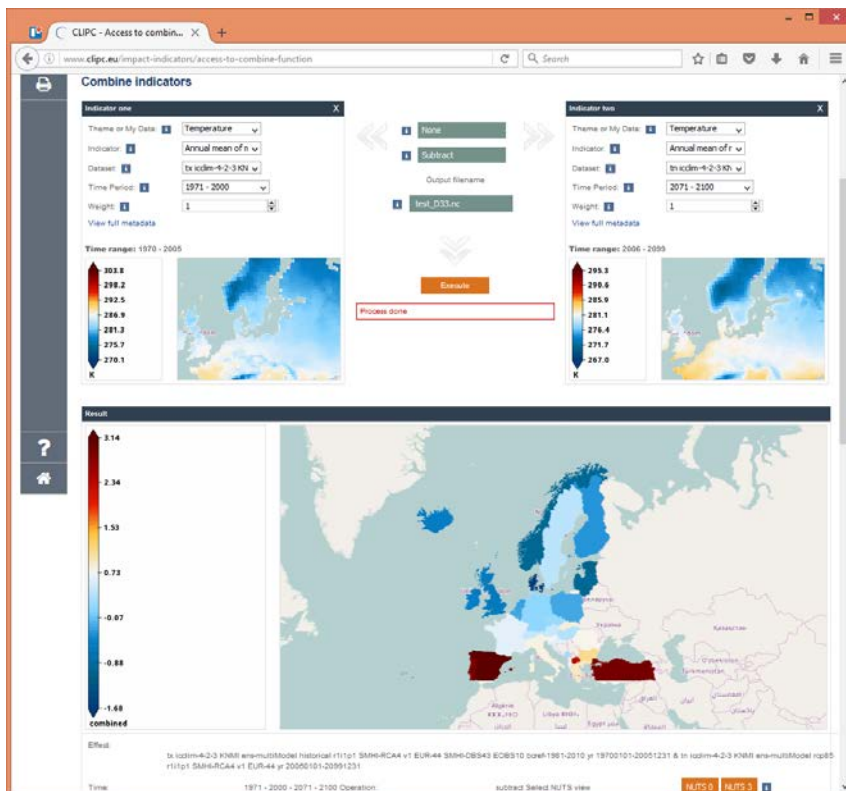 CLIPC - Access to combin...
www.clipc.eu/impact-indicators/access-to-combine-function
Search
Combine indicators
Indicator one X
Theme or My Data: i Temperature
Indicator: i Annual mean of n
Dataset: i tx icclim-4-2-3 KN
Time Period: i 1971 - 2000
Weight: i 1
View full metadata
Time range: 1970 - 2005
303.8
298.2
292.5
286.9
281.3
275.7
270.1
K
i None
i Subtract
Output filename
i test_D33.nc
Execute
Process done
Indicator two X
Theme or My Data: i Temperature
Indicator: i Annual mean of r
Dataset: i tn icclim-4-2-3 KN
Time Period: i 2071 - 2100
Weight: i 1
View full metadata
Time range: 2006 - 2099
295.3
290.6
285.9
281.1
276.4
271.7
267.0
K
Result
3.14
2.34
1.53
0.73
-0.07
-0.88
-1.68
combined
Україна
Казахстан
Türkmenistan
العراق
ایران
Algérie
Libye
?
Effect:
tx icclim-4-2-3 KNMI ens-multiModel historical r1i1p1 SMHI-RCA4 v1 EUR-44 SMHI-DBS43 EOBS10 bcref-1981-2010 yr 19700101-20051231 & tn icclim-4-2-3 KNMI ens-multiModel rcp85
r1i1p1 SMHI-RCA4 v1 EUR-44 yr 20060101-20991231
Time: 1971 - 2000 - 2071 - 2100 Operation: subtract Select NUTS view NUTS 0 NUTS 3 i